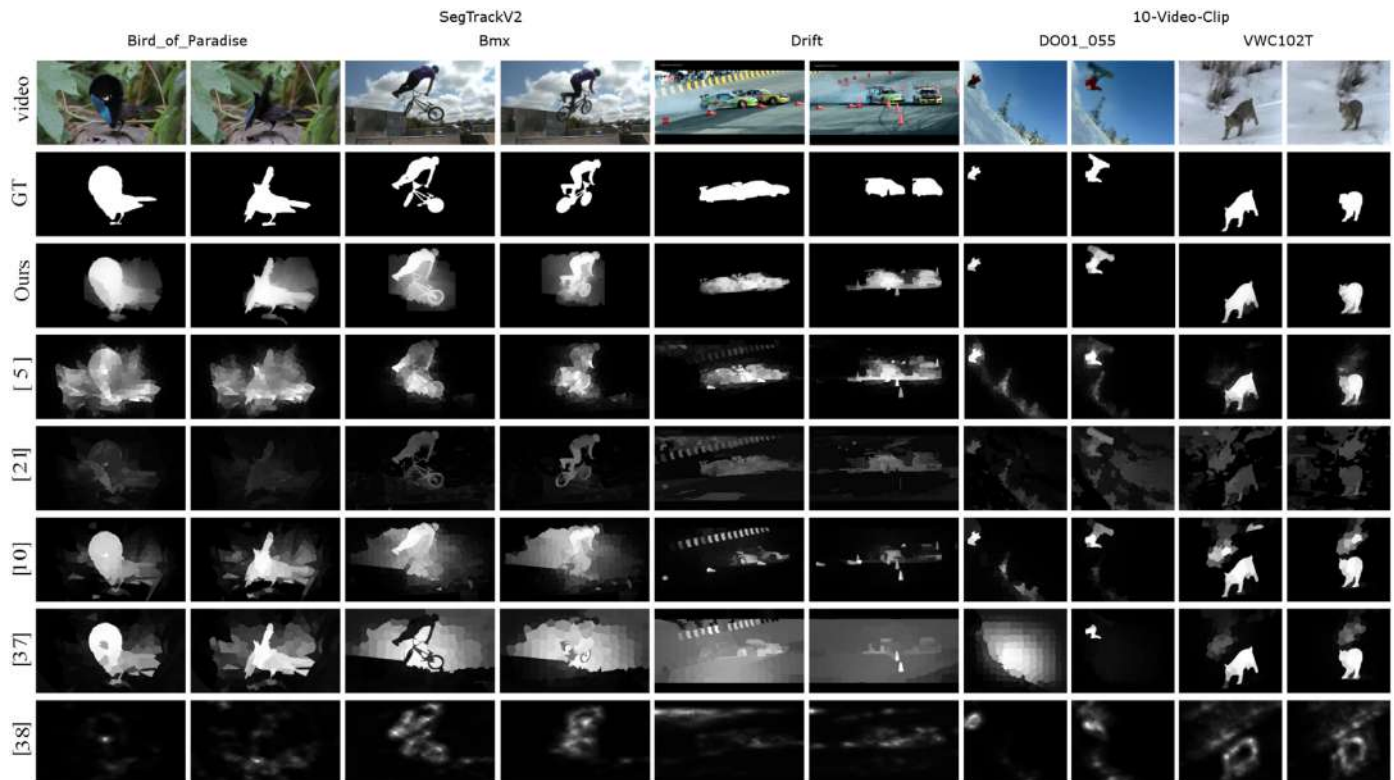 SegTrackV2 10-Video-Clip
Bird_of_Paradise Bmx Drift DO01_055 VWC102T
video
GT
Ours
[5]
[21]
[10]
[37]
[38]